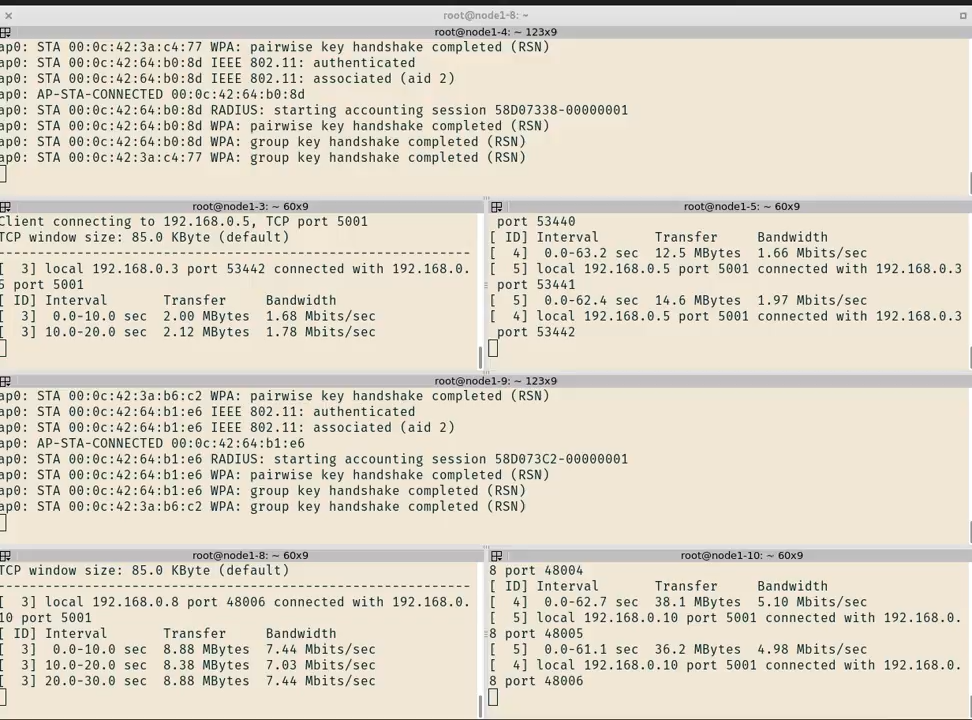 root@node1-8: ~
root@node1-4: ~ 123x9
ap0: STA 00:0c:42:3a:c4:77 WPA: pairwise key handshake completed (RSN)
ap0: STA 00:0c:42:64:b0:8d IEEE 802.11: authenticated
ap0: STA 00:0c:42:64:b0:8d IEEE 802.11: associated (aid 2)
ap0: AP-STA-CONNECTED 00:0c:42:64:b0:8d
ap0: STA 00:0c:42:64:b0:8d RADIUS: starting accounting session 58D07338-00000001
ap0: STA 00:0c:42:64:b0:8d WPA: pairwise key handshake completed (RSN)
ap0: STA 00:0c:42:64:b0:8d WPA: group key handshake completed (RSN)
ap0: STA 00:0c:42:3a:c4:77 WPA: group key handshake completed (RSN)
root@node1-3: ~ 60x9
Client connecting to 192.168.0.5, TCP port 5001
TCP window size: 85.0 KByte (default)
------------------------------------------------------------
[  3] local 192.168.0.3 port 53442 connected with 192.168.0.
5 port 5001
[ ID] Interval       Transfer     Bandwidth
[  3]  0.0-10.0 sec  2.00 MBytes  1.68 Mbits/sec
[  3] 10.0-20.0 sec  2.12 MBytes  1.78 Mbits/sec
root@node1-5: ~ 60x9
port 53440
[ ID] Interval       Transfer     Bandwidth
[  4]  0.0-63.2 sec  12.5 MBytes  1.66 Mbits/sec
[  5] local 192.168.0.5 port 5001 connected with 192.168.0.3
port 53441
[  5]  0.0-62.4 sec  14.6 MBytes  1.97 Mbits/sec
[  4] local 192.168.0.5 port 5001 connected with 192.168.0.3
port 53442
root@node1-9: ~ 123x9
ap0: STA 00:0c:42:3a:b6:c2 WPA: pairwise key handshake completed (RSN)
ap0: STA 00:0c:42:64:b1:e6 IEEE 802.11: authenticated
ap0: STA 00:0c:42:64:b1:e6 IEEE 802.11: associated (aid 2)
ap0: AP-STA-CONNECTED 00:0c:42:64:b1:e6
ap0: STA 00:0c:42:64:b1:e6 RADIUS: starting accounting session 58D073C2-00000001
ap0: STA 00:0c:42:64:b1:e6 WPA: pairwise key handshake completed (RSN)
ap0: STA 00:0c:42:64:b1:e6 WPA: group key handshake completed (RSN)
ap0: STA 00:0c:42:3a:b6:c2 WPA: group key handshake completed (RSN)
root@node1-8: ~ 60x9
TCP window size: 85.0 KByte (default)
------------------------------------------------------------
[  3] local 192.168.0.8 port 48006 connected with 192.168.0.
10 port 5001
[ ID] Interval       Transfer     Bandwidth
[  3]  0.0-10.0 sec  8.88 MBytes  7.44 Mbits/sec
[  3] 10.0-20.0 sec  8.38 MBytes  7.03 Mbits/sec
[  3] 20.0-30.0 sec  8.88 MBytes  7.44 Mbits/sec
root@node1-10: ~ 60x9
8 port 48004
[ ID] Interval       Transfer     Bandwidth
[  4]  0.0-62.7 sec  38.1 MBytes  5.10 Mbits/sec
[  5] local 192.168.0.10 port 5001 connected with 192.168.0.
8 port 48005
[  5]  0.0-61.1 sec  36.2 MBytes  4.98 Mbits/sec
[  4] local 192.168.0.10 port 5001 connected with 192.168.0.
8 port 48006